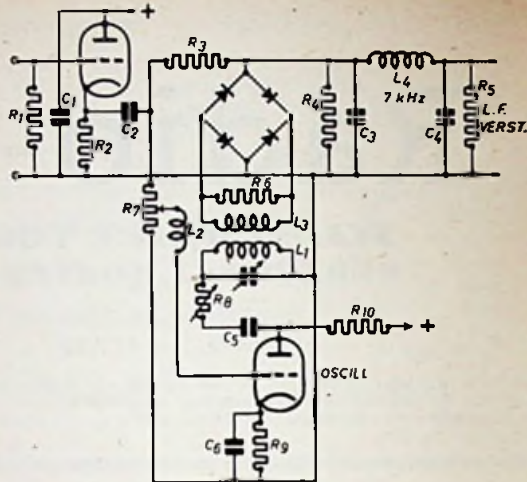 +
R3
L4
7 kHz
R1
C1
R2
C2
R4
C3
C4
R5
L.F.
VERST.
R6
L3
R7
L2
L1
R8
C5
R10
+
OSCILL
C6
R9